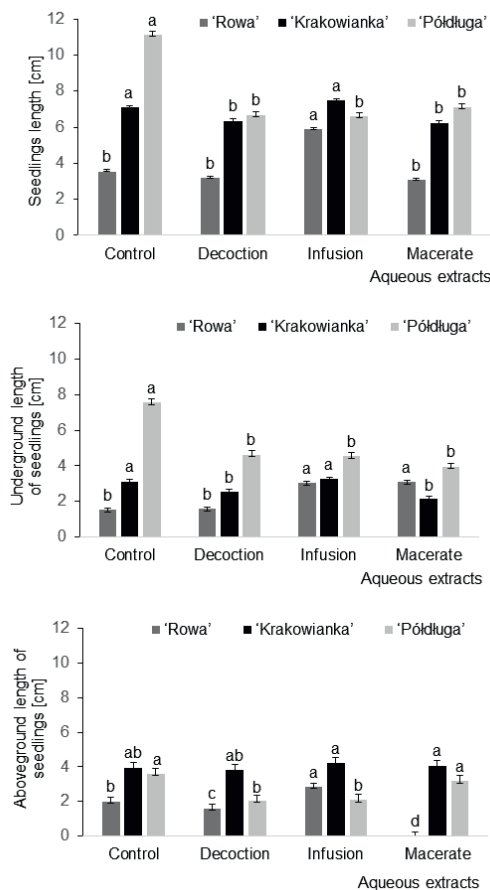 12
'Rowa' 'Krakowianka' 'Półdługa'
a
10
8
a
a
6
b b
a
b
b b
4
b
b
b
2
0
Seedlings length [cm]
Control Decoction Infusion Macerate
Aqueous extracts
12
'Rowa' 'Krakowianka' 'Półdługa'
10
8
a
6
b
b
b
4
a
a a
a
b
b
2
b
b
0
Underground length
of seedlings [cm]
Control Decoction Infusion Macerate
Aqueous extracts
12
'Rowa' 'Krakowianka' 'Półdługa'
10
8
6
ab a
ab
a
a a
4
b
c
b
a
b
2
d
0
Aboveground length of
seedlings [cm]
Control Decoction Infusion Macerate
Aqueous extracts